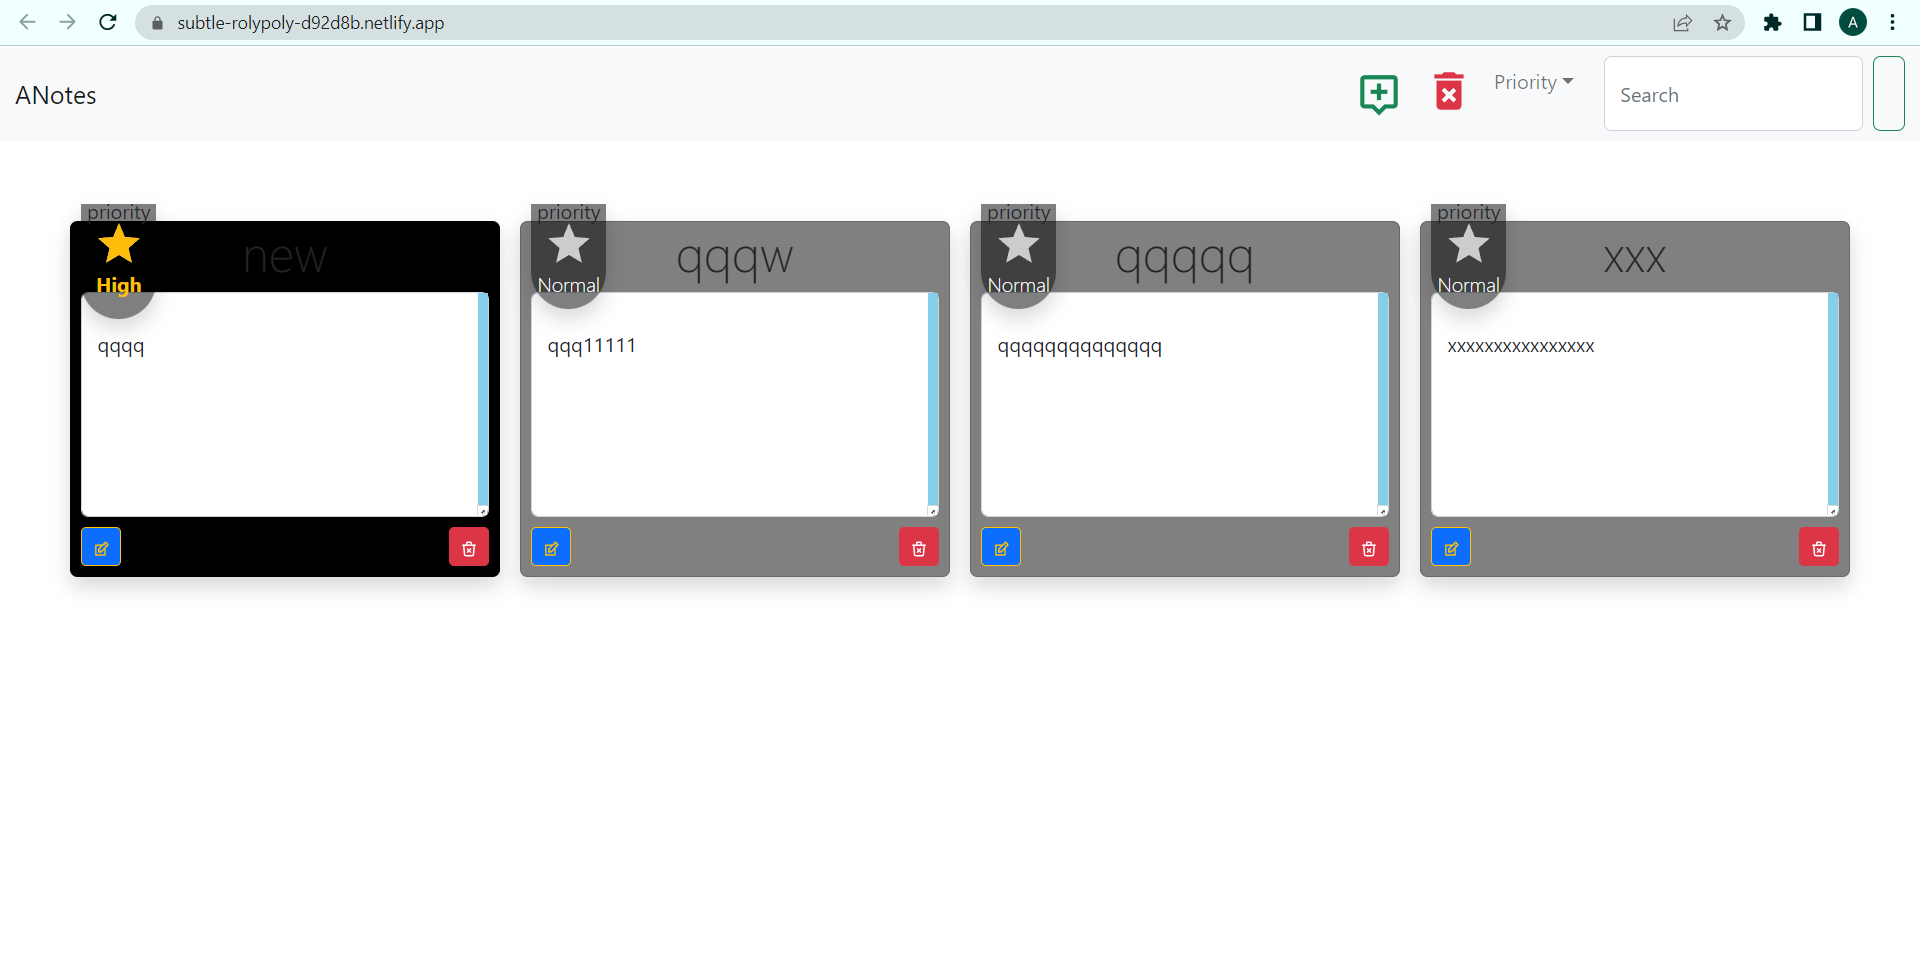 subtle-rolypoly-d92d8b.netlify.app
A
ANotes
Priority
Search
priority
new
High
qqqq
priority
qqqw
Normal
qqq11111
priority
qqqqq
Normal
qqqqqqqqqqqqqq
priority
xxx
Normal
xxxxxxxxxxxxxxxx